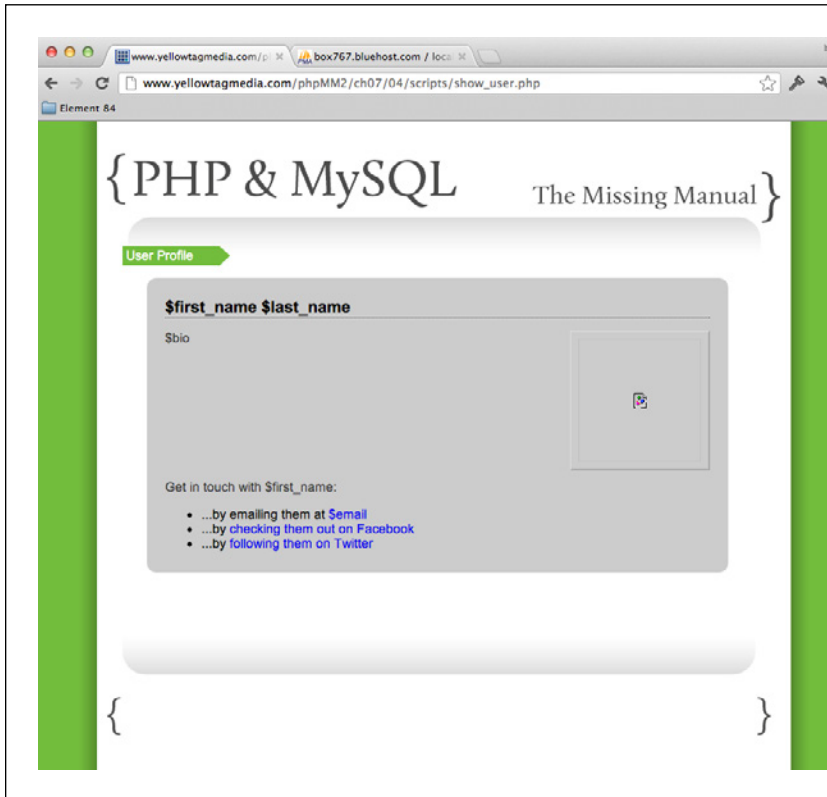 www.yellowtagmedia.com/p
box767.bluehost.com / loca
www.yellowtagmedia.com/phpMM2/ch07/04/scripts/show_user.php
Element 84
{PHP & MySQL
The Missing Manual}
User Profile
$first_name $last_name
$bio
Get in touch with $first_name:
• ...by emailing them at $email
• ...by checking them out on Facebook
• ...by following them on Twitter
{ }